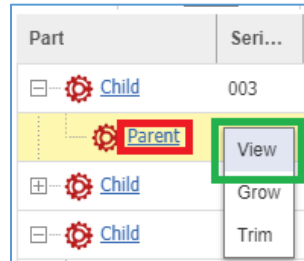 Part Seri...
Child 003
Parent
View
Child
Grow
Child
Trim